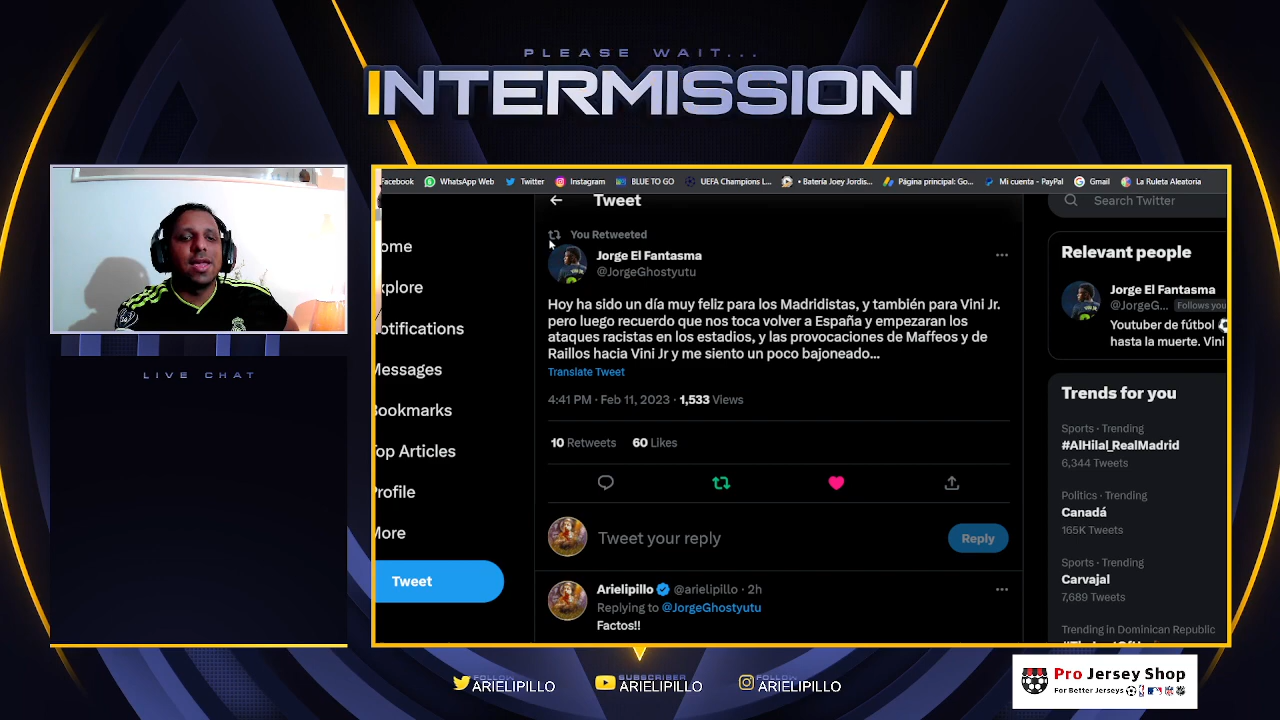 PLEASE WAIT...
INTERMISSION
Facebook
WhatsApp Web
Twitter
Instagram
BLUE TO GO
UEFA Champions L...
• Batería Joey Jordis...
Página principal: Go...
Mi cuenta - PayPal
Gmail
La Ruleta Aleatoria
ome
xplore
otifications
Messages
Bookmarks
op Articles
Profile
More
Tweet
Tweet
You Retweeted
Jorge El Fantasma
@JorgeGhostyutu
Hoy ha sido un día muy feliz para los Madridistas, y también para Vini Jr.
pero luego recuerdo que nos toca volver a España y empezaran los
ataques racistas en los estadios, y las provocaciones de Maffeos y de
Raillos hacia Vini Jr y me siento un poco bajoneado...
Translate Tweet
4:41 PM · Feb 11, 2023 · 1,533 Views
10 Retweets 60 Likes
Tweet your reply
Reply
Arielipillo @arielipillo · 2h
Replying to @JorgeGhostyutu
Factos!!
Search Twitter
Relevant people
Jorge El Fantasma
@JorgeG... Follows you
Youtuber de fútbol
hasta la muerte. Vini
Trends for you
Sports · Trending
#AlHilal_RealMadrid
6,344 Tweets
Politics · Trending
Canadá
165K Tweets
Sports · Trending
Carvajal
7,689 Tweets
Trending in Dominican Republic
LIVE CHAT
FOLLOW
ARIELIPILLO
SUBSCRIBER
ARIELIPILLO
FOLLOW
ARIELIPILLO
Pro Jersey Shop
For Better Jerseys